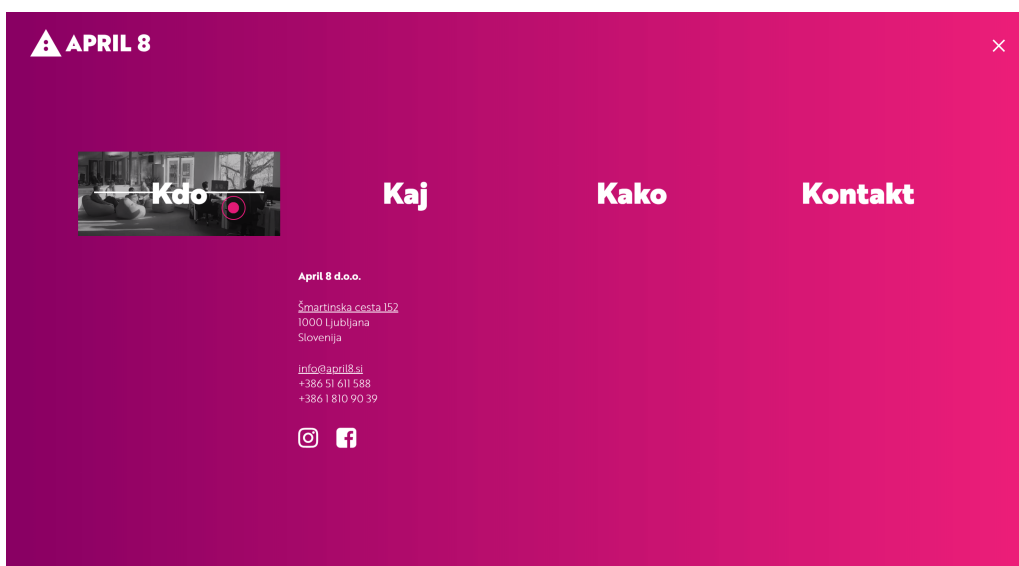 APRIL 8
Kdo
Kaj
Kako
Kontakt
April 8 d.o.o.
Šmartinska cesta 152
1000 Ljubljana
Slovenija
info@april8.si
+386 51 611 588
+386 1 810 90 39